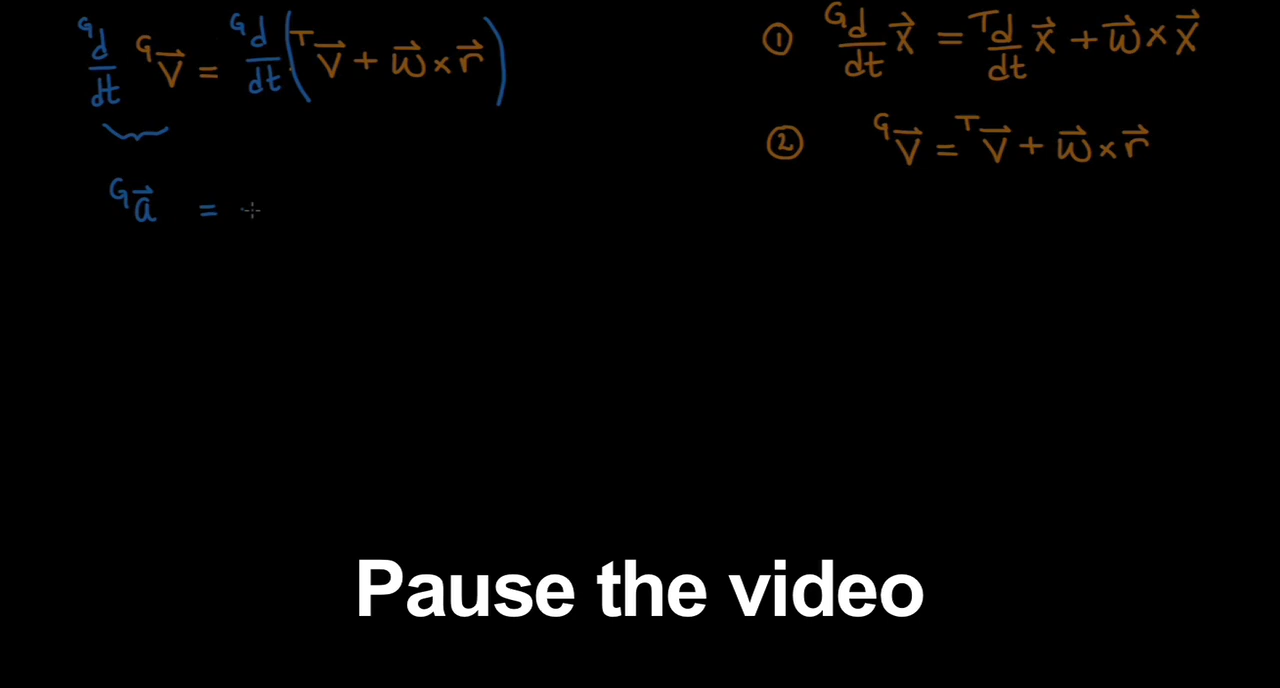 ᴳd/dt ᴳv⃗ = ᴳd/dt (ᵀv⃗ + w⃗ × r⃗)
ᴳa⃗ =
① ᴳd/dt x⃗ = ᵀd/dt x⃗ + w⃗ × x⃗
② ᴳv⃗ = ᵀv⃗ + w⃗ × r⃗
Pause the video